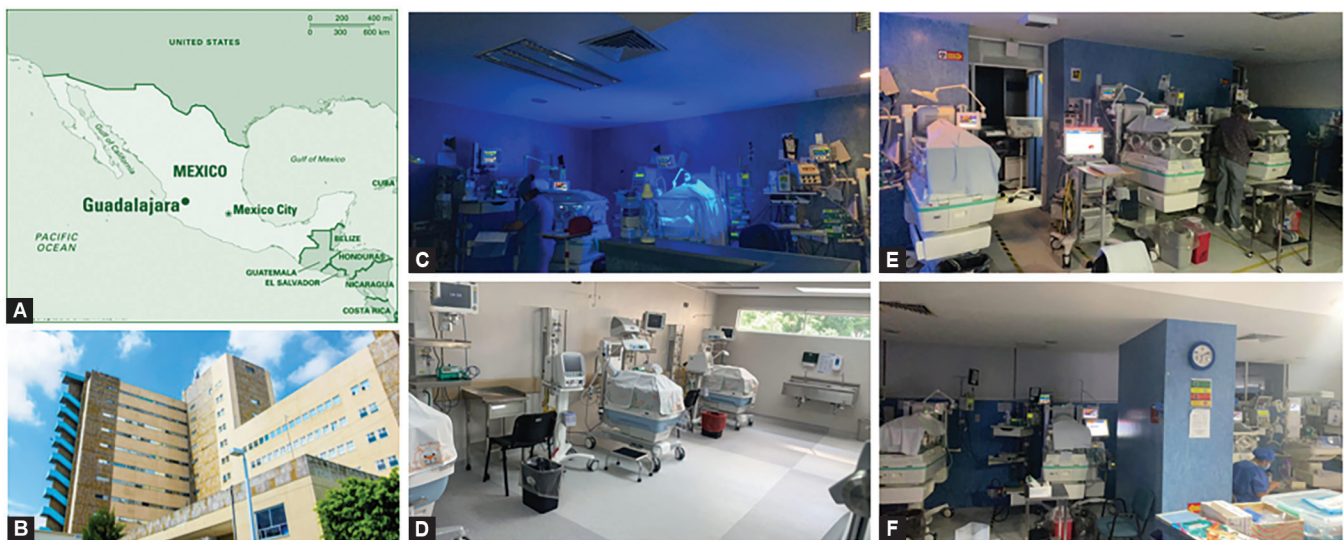 0 200 400 mi
0 300 600 km
UNITED STATES
Gulf of California
MEXICO
Gulf of Mexico
CUBA
Guadalajara
Mexico City
PACIFIC
OCEAN
BELIZE
HONDURAS
GUATEMALA
EL SALVADOR
NICARAGUA
COSTA RICA
A
B
C
D
E
F